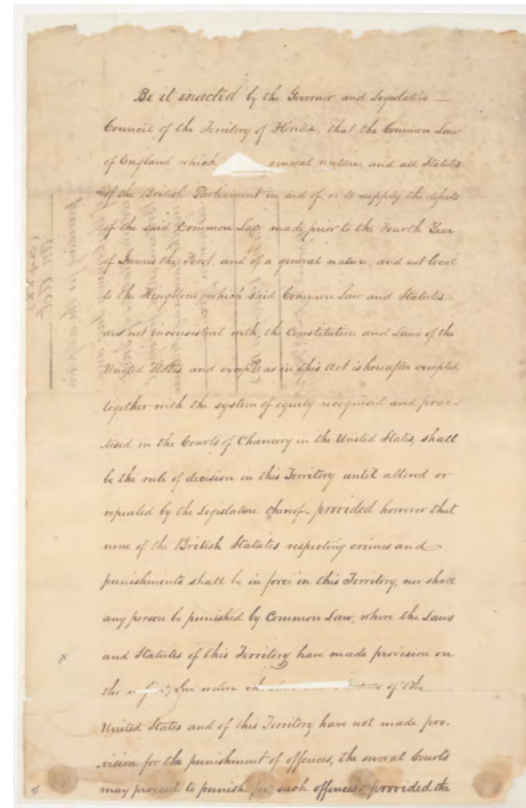 Be it enacted by the Governor and Legislative
Council of the Territory of Florida, that the Common Law
of England which eneral nature, and all Statutes
of the British Parliament in aid of, or to supply the defects
of the said Common Law made prior to the Fourth Year
of James the First and of a general nature, and not local
to the Kingdom, which said Common Law and Statutes
are not inconsistent with the Constitution and Laws of the
United States, and except as in this Act is hereafter excepted,
together with the system of equity recognised and prac-
tised in the Courts of Chancery in the United States, shall
be the rule of decision in this Territory until altered or
repealed by the Legislature thereof provided however that
none of the British Statutes respecting crimes and
punishments shall be in force in this Territory, nor shall
any person be punished by Common Law, where the Laws
and Statutes of this Territory have made provision on
the of the
United States and of this Territory have not made pro-
vision for the punishment of offences, the several Courts
may proceed to punish for such offences provided the